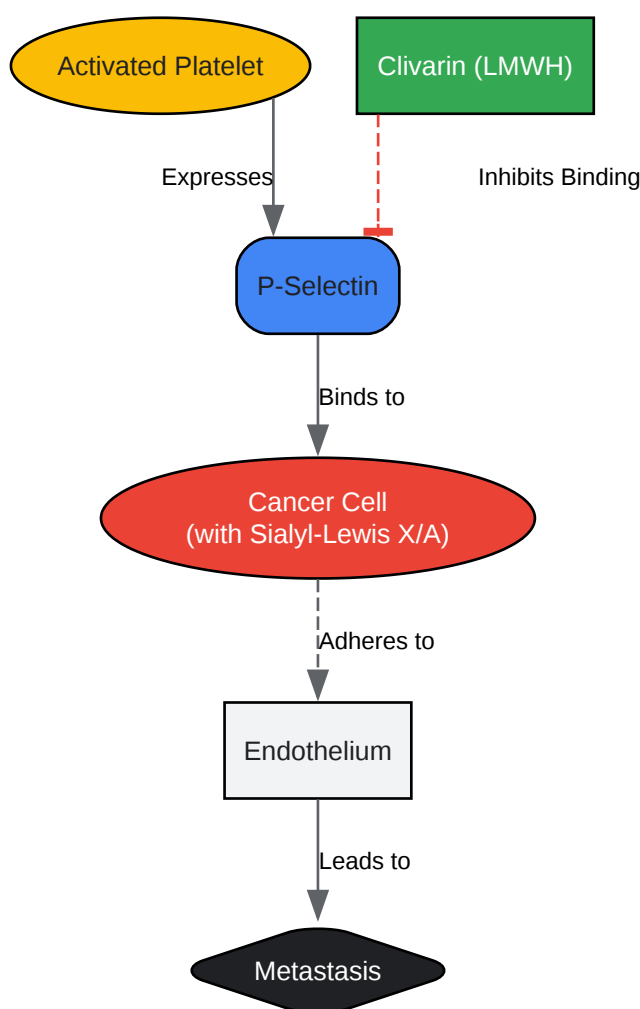 Activated Platelet
Clivarin (LMWH)
Expresses
Inhibits Binding
P-Selectin
Binds to
Cancer Cell
(with Sialyl-Lewis X/A)
Adheres to
Endothelium
Leads to
Metastasis